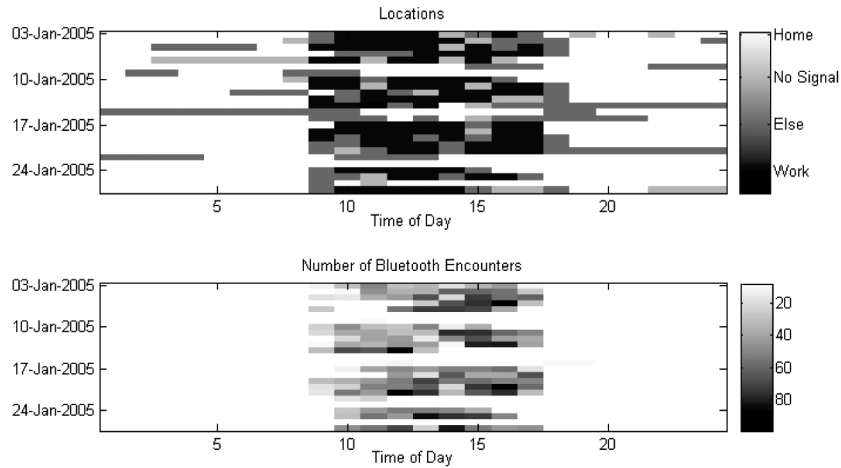 Locations
03-Jan-2005
10-Jan-2005
17-Jan-2005
24-Jan-2005
5
10
15
20
Time of Day
Home
No Signal
Else
Work
Number of Bluetooth Encounters
03-Jan-2005
10-Jan-2005
17-Jan-2005
24-Jan-2005
5
10
15
20
Time of Day
20
40
60
80